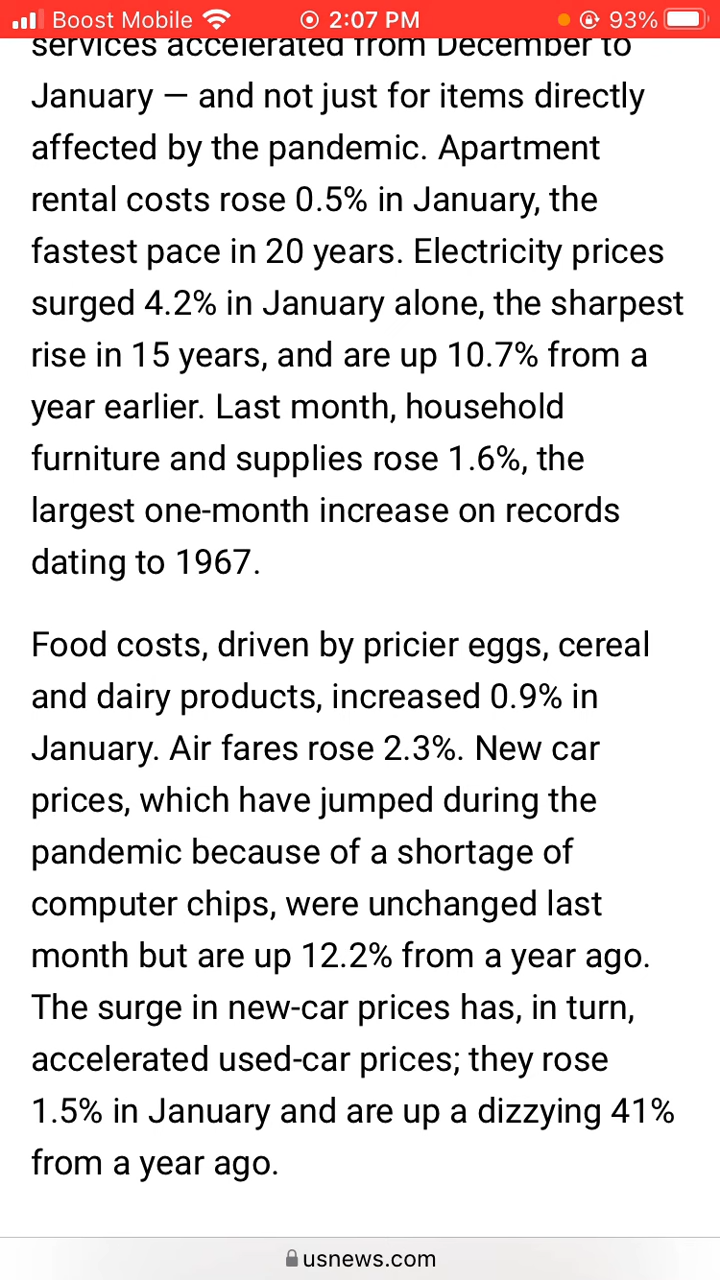 Boost Mobile 2:07 PM 93%
services accelerated from December to
January — and not just for items directly
affected by the pandemic. Apartment
rental costs rose 0.5% in January, the
fastest pace in 20 years. Electricity prices
surged 4.2% in January alone, the sharpest
rise in 15 years, and are up 10.7% from a
year earlier. Last month, household
furniture and supplies rose 1.6%, the
largest one-month increase on records
dating to 1967.
Food costs, driven by pricier eggs, cereal
and dairy products, increased 0.9% in
January. Air fares rose 2.3%. New car
prices, which have jumped during the
pandemic because of a shortage of
computer chips, were unchanged last
month but are up 12.2% from a year ago.
The surge in new-car prices has, in turn,
accelerated used-car prices; they rose
1.5% in January and are up a dizzying 41%
from a year ago.
usnews.com